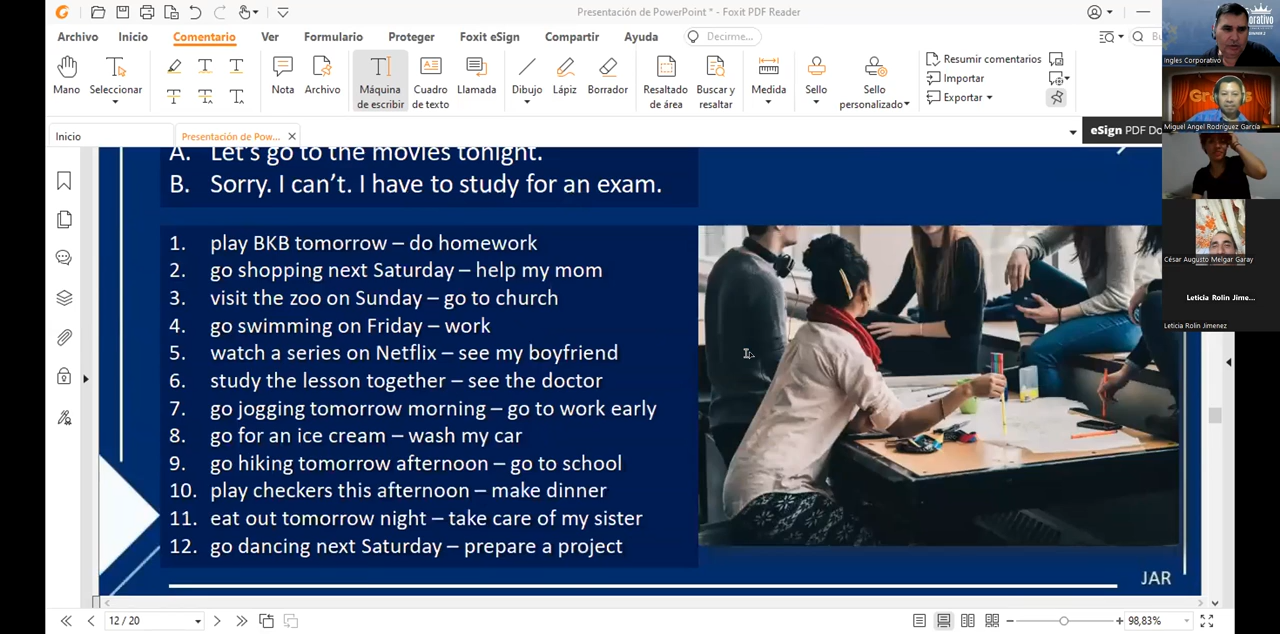 Presentación de PowerPoint * - Foxit PDF Reader
Archivo Inicio Comentario Ver Formulario Proteger Foxit eSign Compartir Ayuda Decirme...
Mano Seleccionar Nota Archivo Máquina de escribir Cuadro de texto Llamada Dibujo Lápiz Borrador Resaltado de área Buscar y resaltar Medida Sello Sello personalizado
Resumir comentarios
Importar
Exportar
Inicio Presentación de Pow...
eSign PDF Do
A. Let's go to the movies tonight.
B. Sorry. I can't. I have to study for an exam.
1. play BKB tomorrow – do homework
2. go shopping next Saturday – help my mom
3. visit the zoo on Sunday – go to church
4. go swimming on Friday – work
5. watch a series on Netflix – see my boyfriend
6. study the lesson together – see the doctor
7. go jogging tomorrow morning – go to work early
8. go for an ice cream – wash my car
9. go hiking tomorrow afternoon – go to school
10. play checkers this afternoon – make dinner
11. eat out tomorrow night – take care of my sister
12. go dancing next Saturday – prepare a project
JAR
12 / 20
98,83%
Ingles Corporativo
Miguel Angel Rodríguez García
César Augusto Melgar Garay
Leticia Rolin Jime...
Leticia Rolin Jimenez